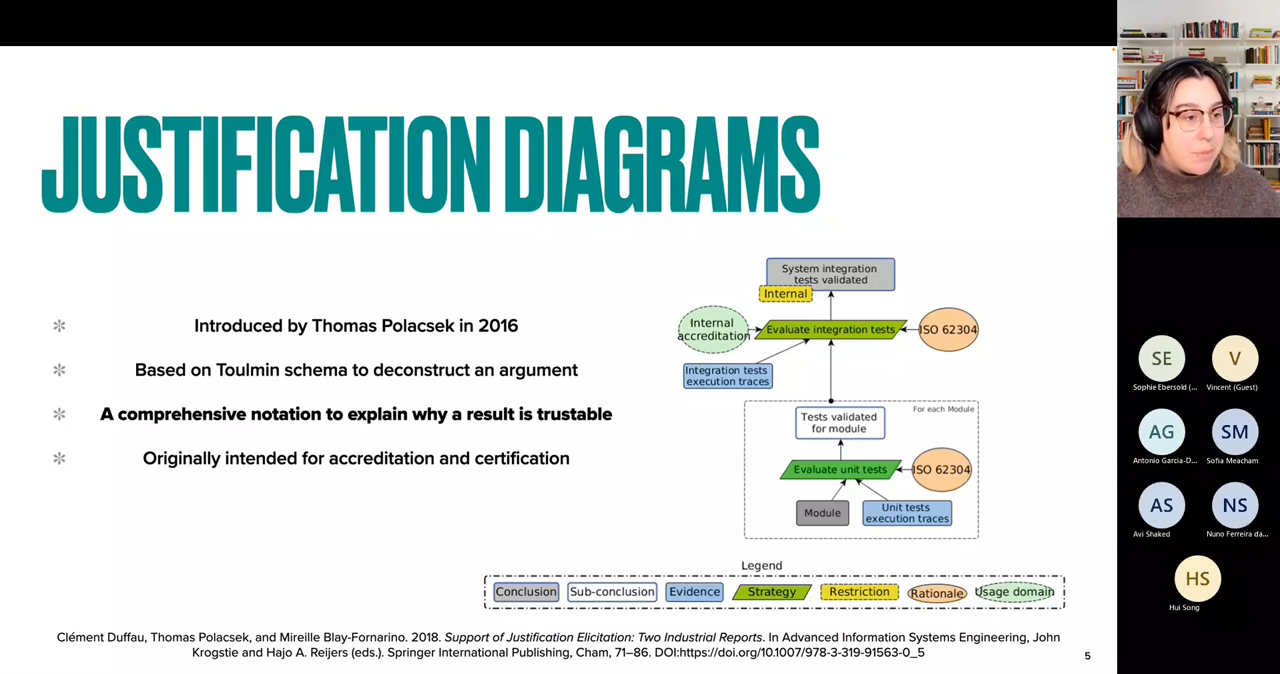 JUSTIFICATION DIAGRAMS
✼ Introduced by Thomas Polacsek in 2016
✼ Based on Toulmin schema to deconstruct an argument
✼ A comprehensive notation to explain why a result is trustable
✼ Originally intended for accreditation and certification
System integration
tests validated
Internal
Internal
accreditation
Evaluate integration tests
ISO 62304
Integration tests
execution traces
For each Module
Tests validated
for module
Evaluate unit tests
ISO 62304
Module
Unit tests
execution traces
Legend
Conclusion
Sub-conclusion
Evidence
Strategy
Restriction
Rationale
Usage domain
Clément Duffau, Thomas Polacsek, and Mireille Blay-Fornarino. 2018. Support of Justification Elicitation: Two Industrial Reports. In Advanced Information Systems Engineering, John
Krogstie and Hajo A. Reijers (eds.). Springer International Publishing, Cham, 71–86. DOI:https://doi.org/10.1007/978-3-319-91563-0_5
5
SE
Sophie Ebersold (...
V
Vincent (Guest)
AG
Antonio Garcia-D...
SM
Sofia Meacham
AS
Avi Shaked
NS
Nuno Ferreira da...
HS
Hui Song